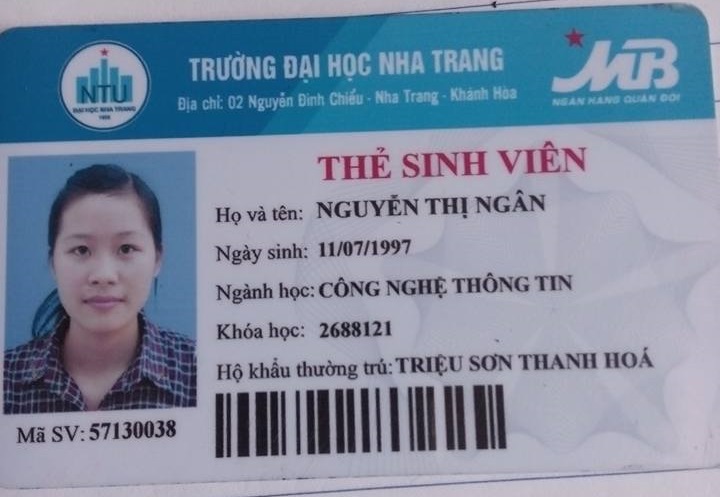 TRƯỜNG ĐẠI HỌC NHA TRANG
Địa chỉ: 02 Nguyễn Đình Chiểu - Nha Trang - Khánh Hòa
NTU
ĐẠI HỌC NHA TRANG
MB
NGAN HANG QUAN DOI
THẺ SINH VIÊN
Họ và tên: NGUYỄN THỊ NGÂN
Ngày sinh: 11/07/1997
Ngành học: CÔNG NGHỆ THÔNG TIN
Khóa học: 2688121
Hộ khẩu thường trú: TRIỆU SƠN THANH HOÁ
Mã SV: 57130038